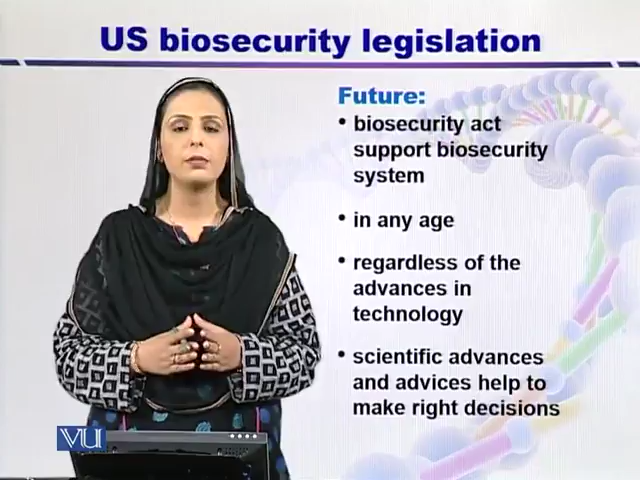 US biosecurity legislation
Future:
• biosecurity act
support biosecurity
system
• in any age
• regardless of the
advances in
technology
• scientific advances
and advices help to
make right decisions
VU